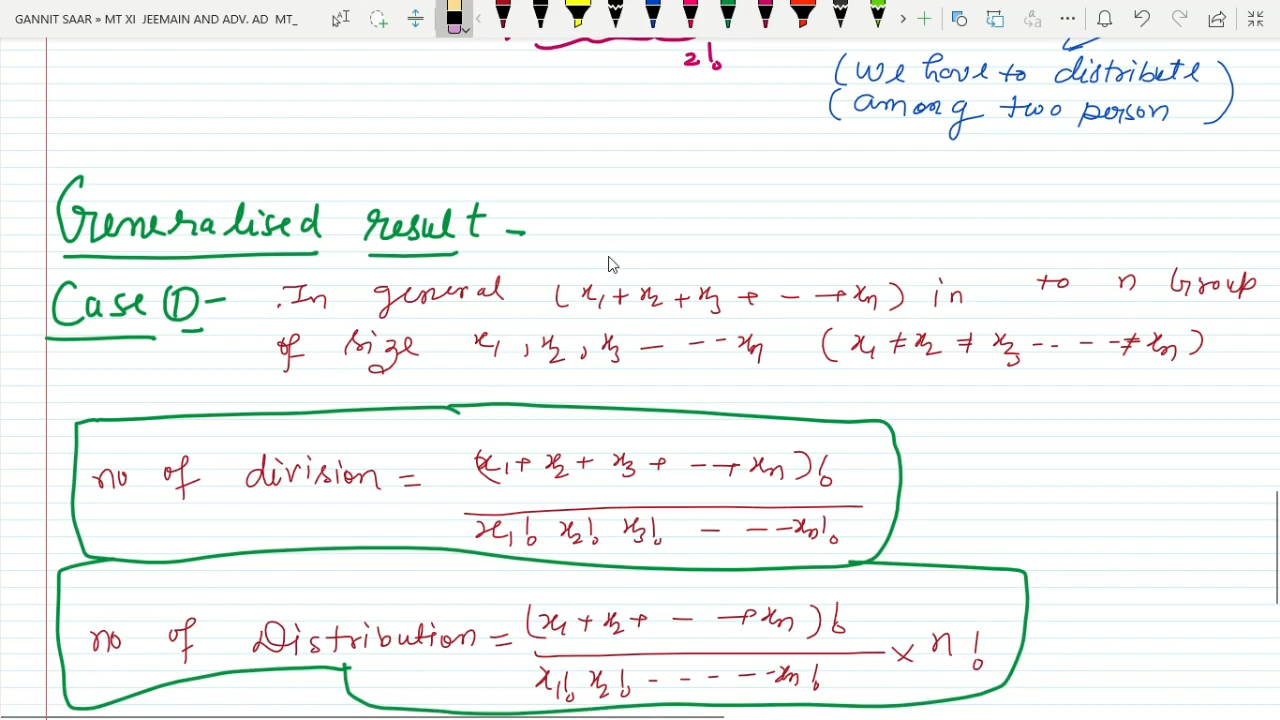 GANNIT SAAR » MT XI JEEMAIN AND ADV. AD MT_
2!
(We have to distribute
(among two person)
Generalised result -
Case ① - .In general (x₁ + x₂ + x₃ + - - + xₙ) in to n Group
of size x₁, x₂, x₃ - - - - xₙ (x₁ ≠ x₂ ≠ x₃ - - - - ≠ xₙ)
no of division = (x₁ + x₂ + x₃ + - - + xₙ)! / x₁! x₂! x₃! - - - xₙ!
no of Distribution = (x₁ + x₂ + - - + xₙ)! / x₁! x₂! - - - - - xₙ! × n!